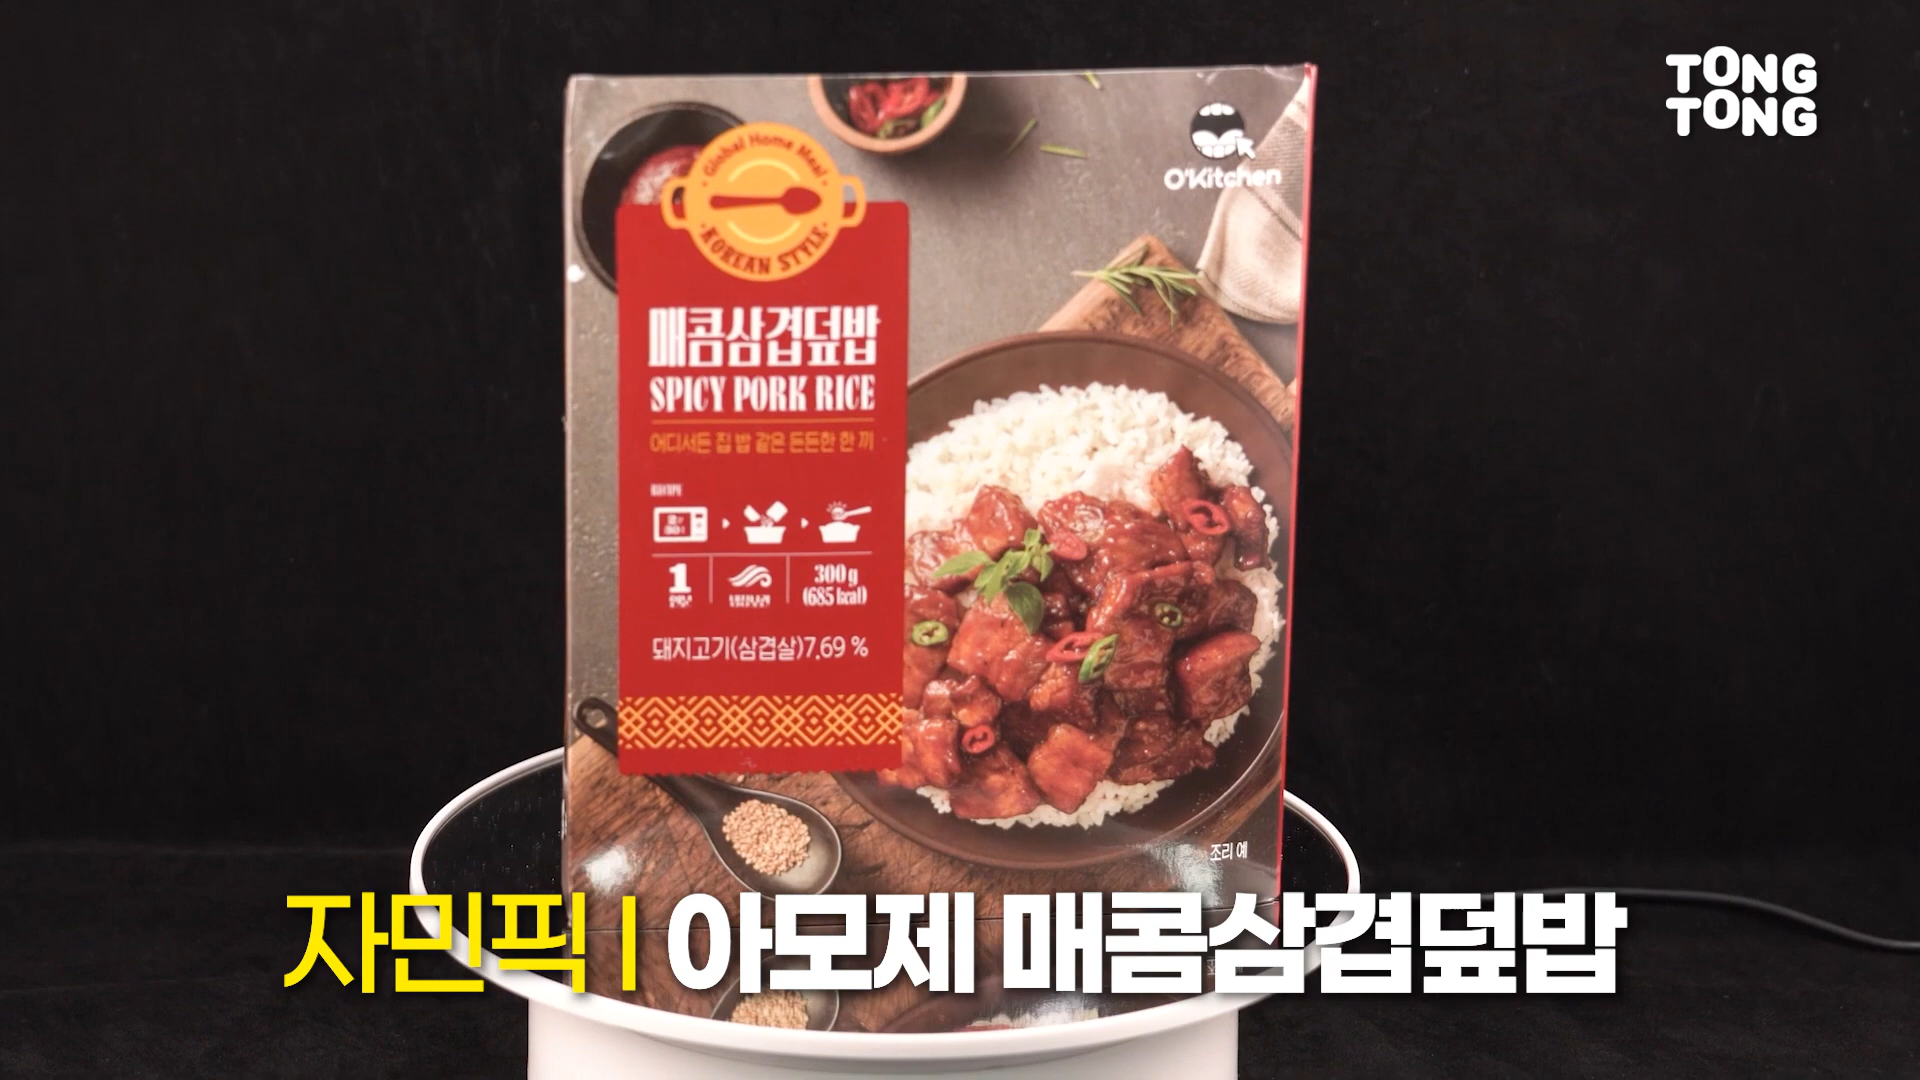 TONG
TONG
O'Kitchen
Global Home Meal
KOREAN STYLE
매콤삼겹덮밥
SPICY PORK RICE
어디서든 집 밥 같은 든든한 한 끼
1
300 g
(685 kcal)
돼지고기(삼겹살)7.69 %
조리 예
자민픽 | 아모제 매콤삼겹덮밥